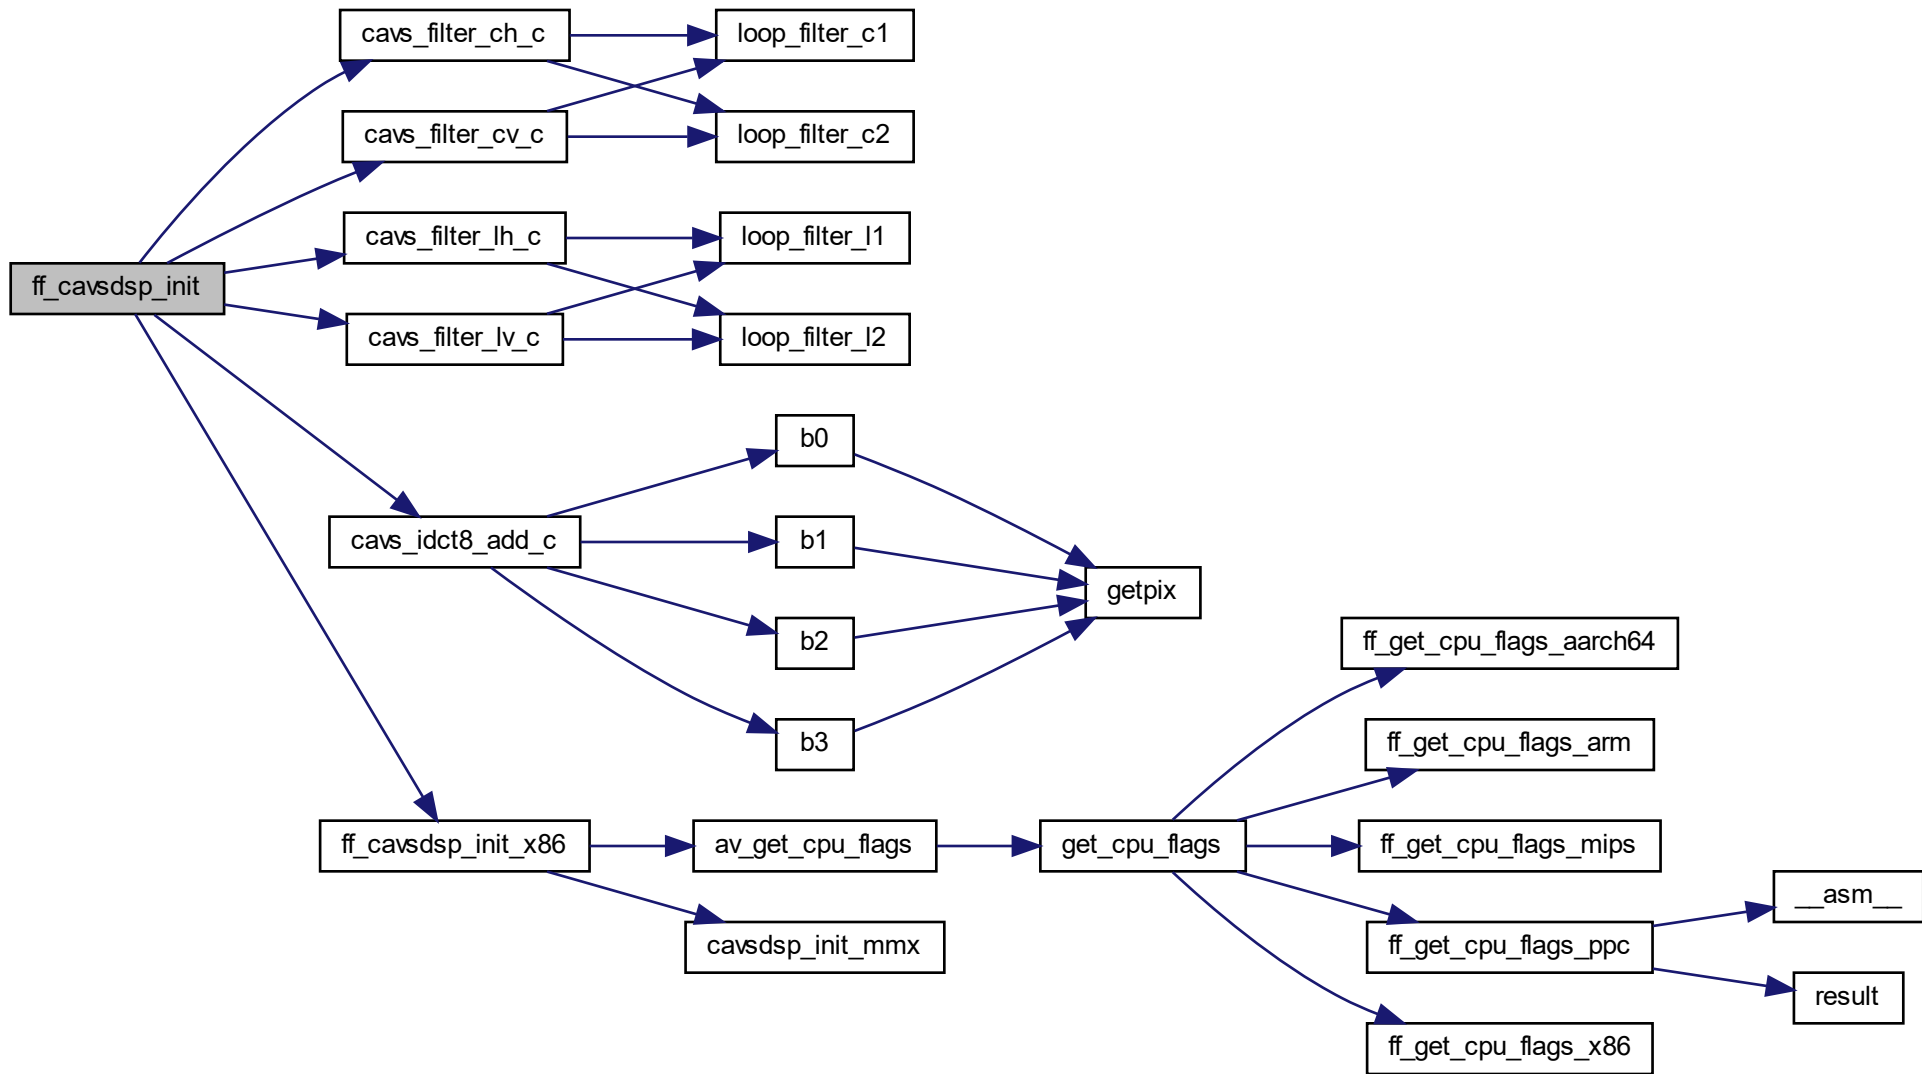 ff_cavsdsp_init
cavs_filter_ch_c
cavs_filter_cv_c
cavs_filter_lh_c
cavs_filter_lv_c
cavs_idct8_add_c
ff_cavsdsp_init_x86
loop_filter_c1
loop_filter_c2
loop_filter_l1
loop_filter_l2
b0
b1
b2
b3
av_get_cpu_flags
cavsdsp_init_mmx
getpix
get_cpu_flags
ff_get_cpu_flags_aarch64
ff_get_cpu_flags_arm
ff_get_cpu_flags_mips
ff_get_cpu_flags_ppc
ff_get_cpu_flags_x86
__asm__
result